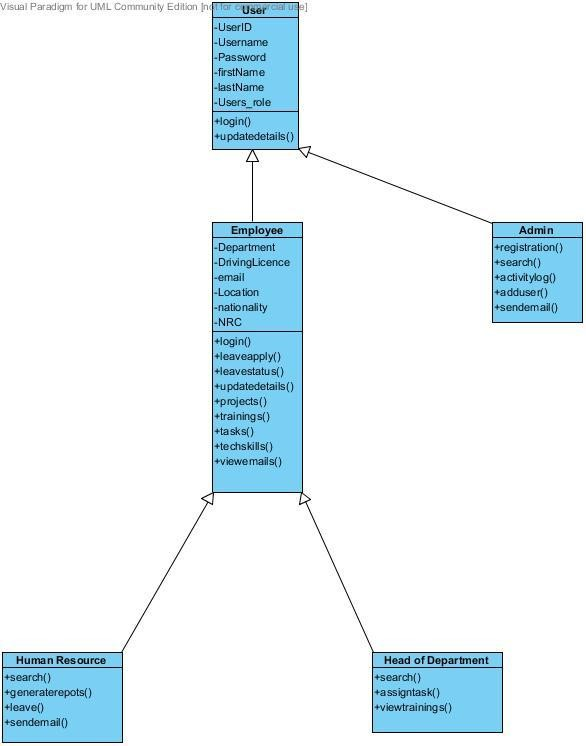 Visual Paradigm for UML Community Edition [not for commercial use]
User
-UserID
-Username
-Password
-firstName
-lastName
-Users_role
+login()
+updatedetails()
Employee
-Department
-DrivingLicence
-email
-Location
-nationality
-NRC
+login()
+leaveapply()
+leavestatus()
+updatedetails()
+projects()
+trainings()
+tasks()
+techskills()
+viewemails()
Admin
+registration()
+search()
+activitylog()
+adduser()
+sendemail()
Human Resource
+search()
+generaterepots()
+leave()
+sendemail()
Head of Department
+search()
+assigntask()
+viewtrainings()